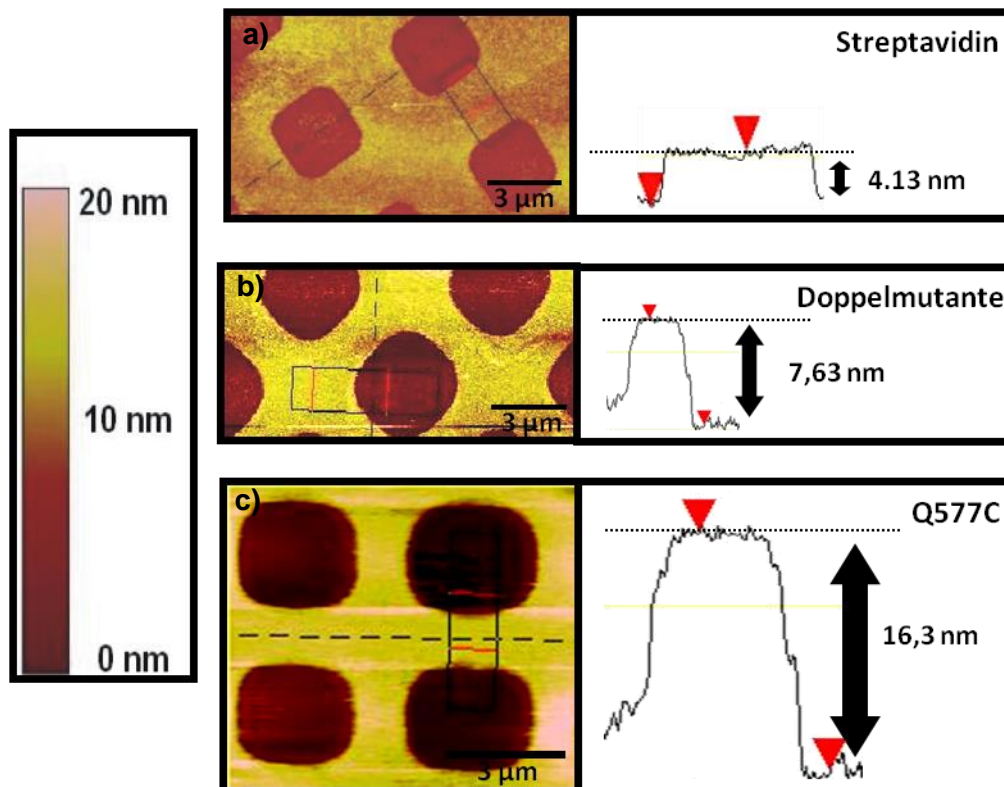 20 nm
10 nm
0 nm
a)
3 µm
Streptavidin
4.13 nm
b)
3 µm
Doppelmutante
7,63 nm
c)
3 µm
Q577C
16,3 nm